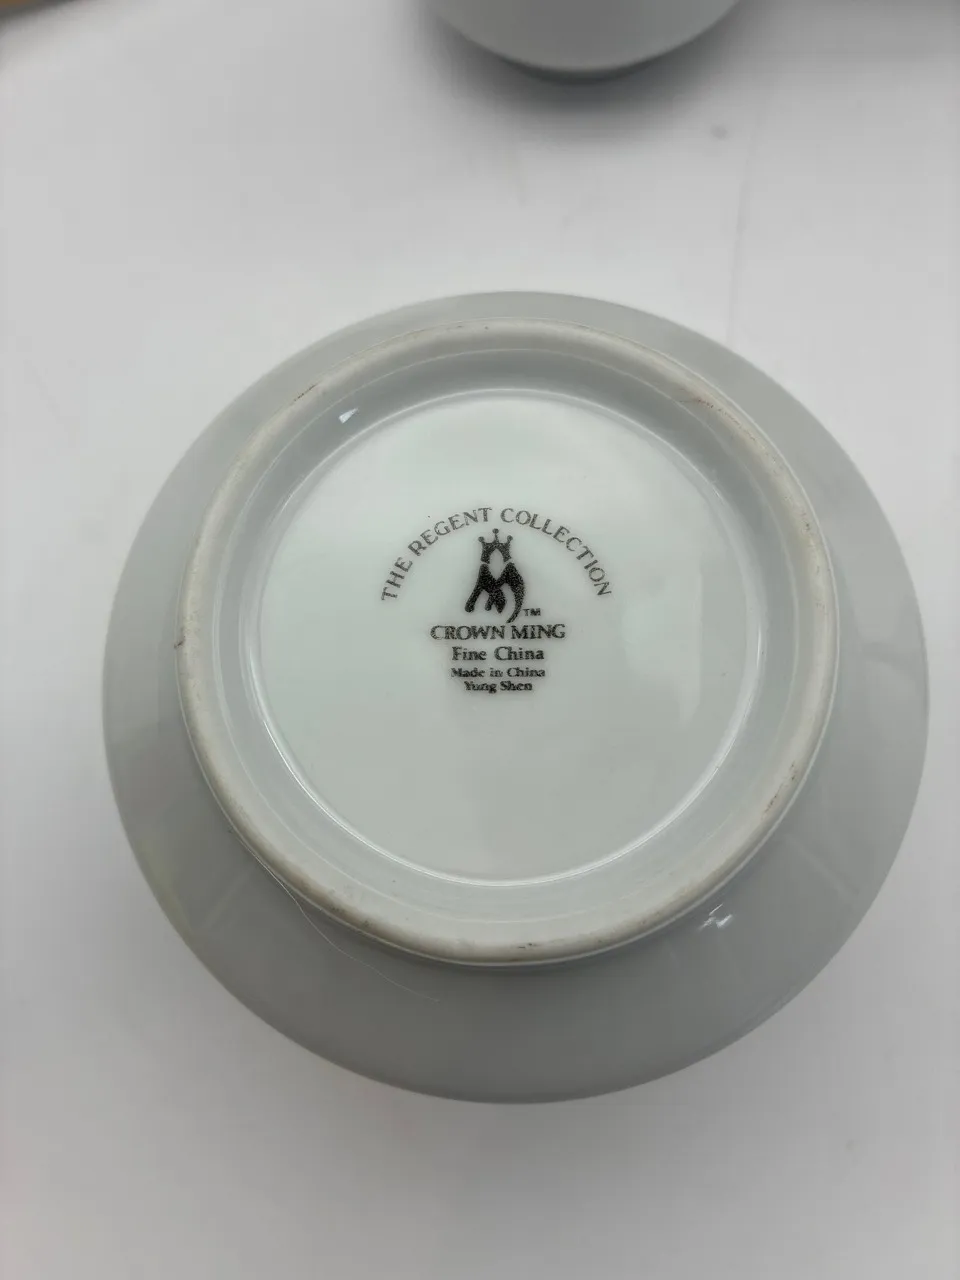 THE REGENT COLLECTION
TM
CROWN MING
Fine China
Made in China
Yung Shen